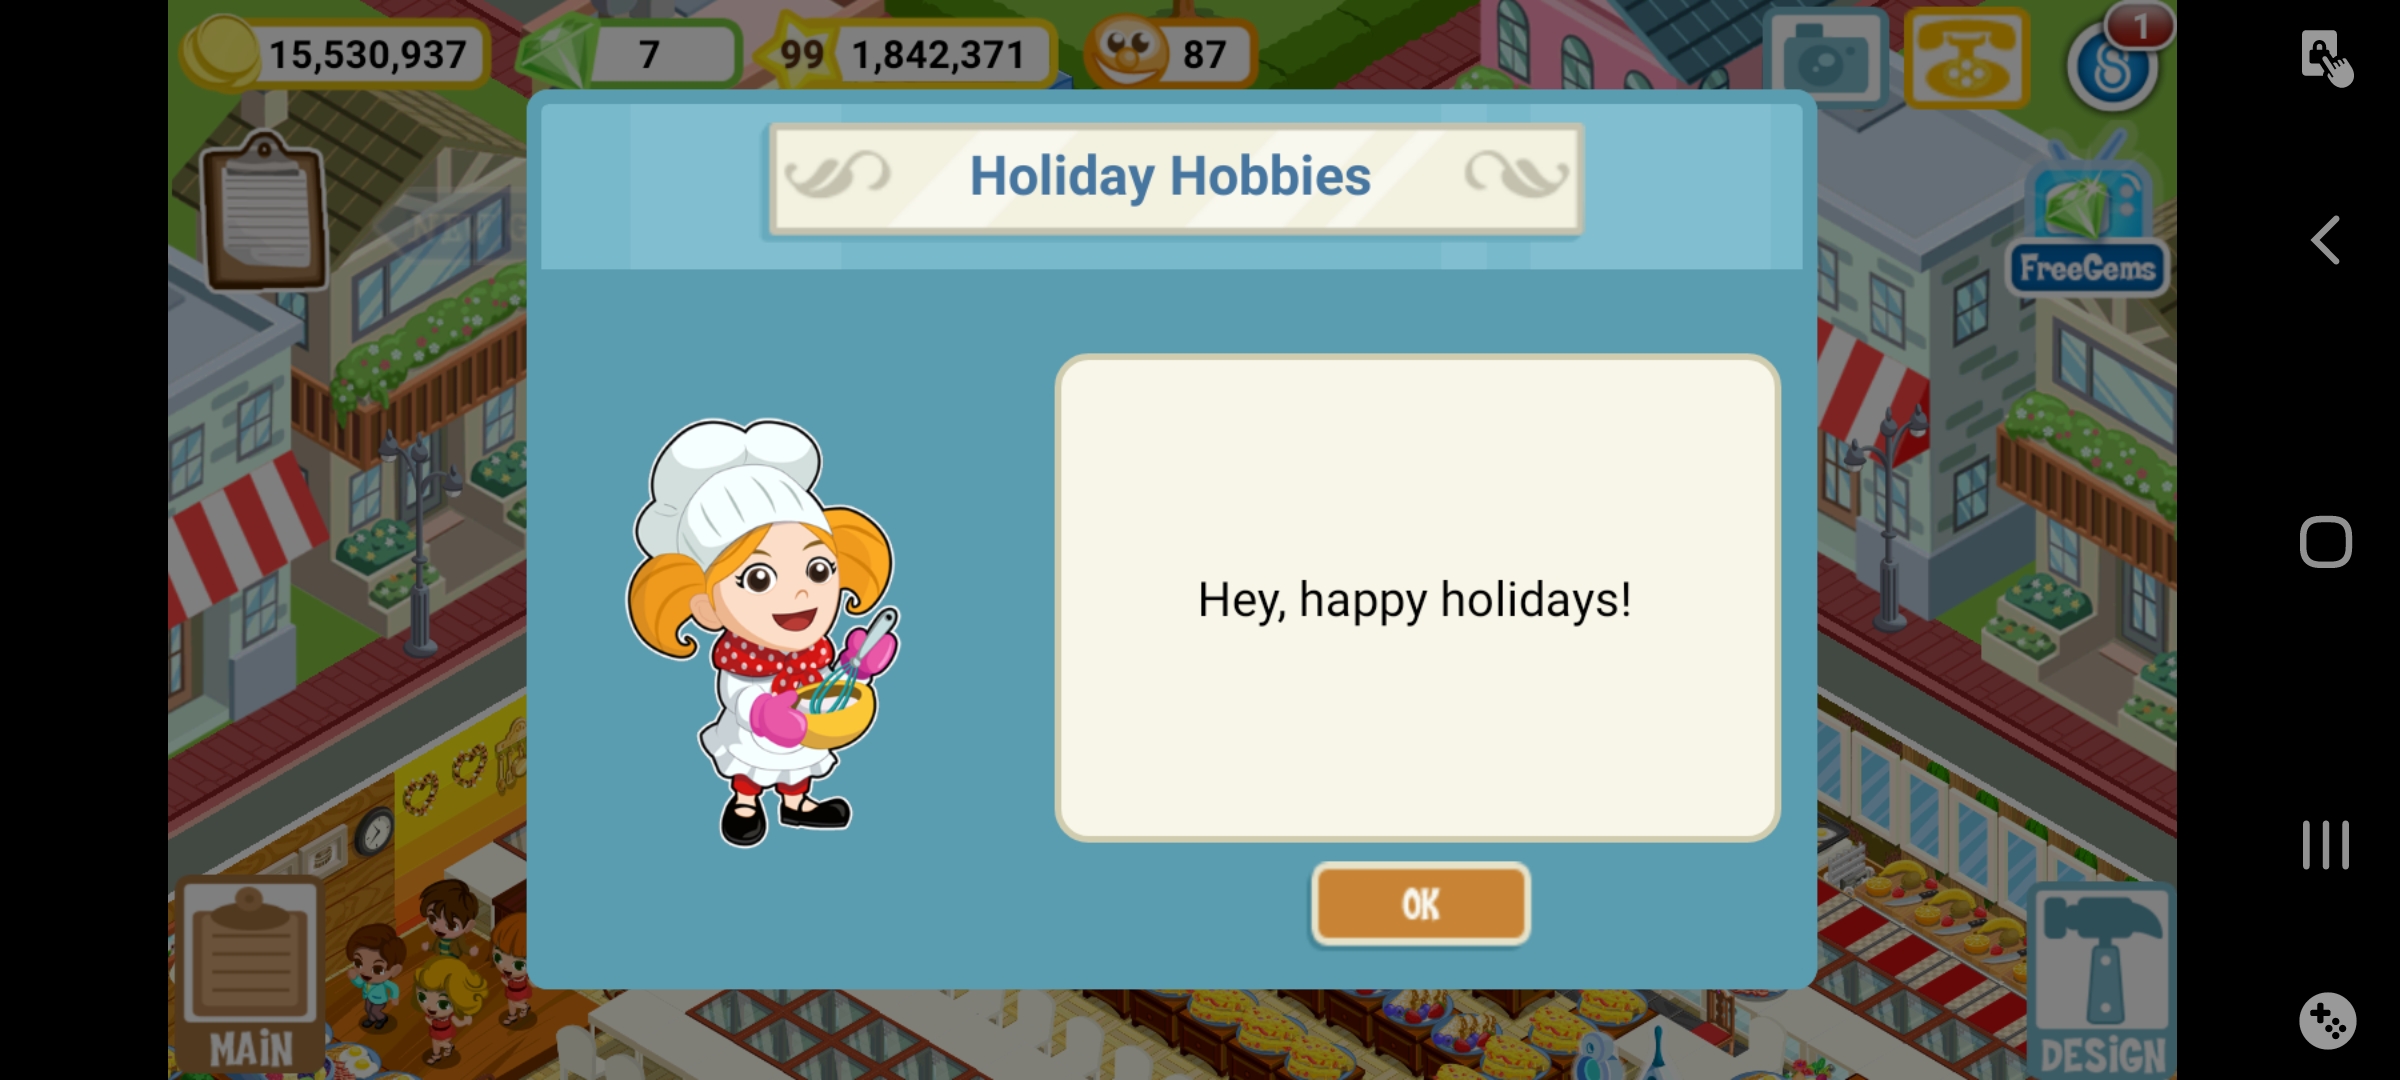 15,530,937
7
99 1,842,371
87
1
Holiday Hobbies
FreeGems
Hey, happy holidays!
OK
MAIN
DESIGN